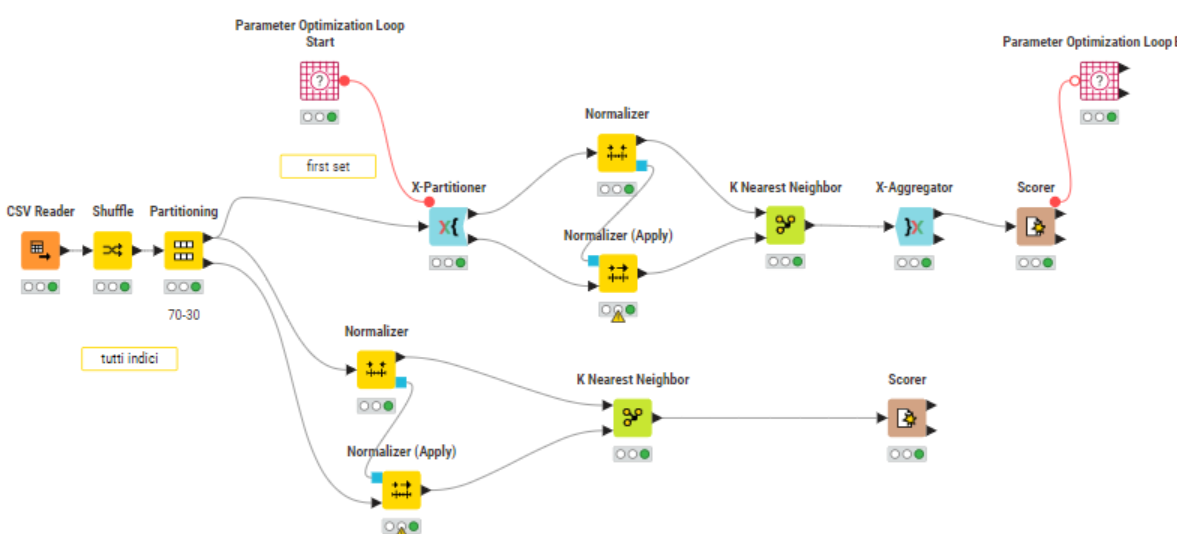 Parameter Optimization Loop
Start
Parameter Optimization Loop E
Normalizer
first set
X-Partitioner
K Nearest Neighbor
X-Aggregator
Scorer
CSV Reader
Shuffle
Partitioning
Normalizer (Apply)
70-30
Normalizer
tutti indici
K Nearest Neighbor
Scorer
Normalizer (Apply)